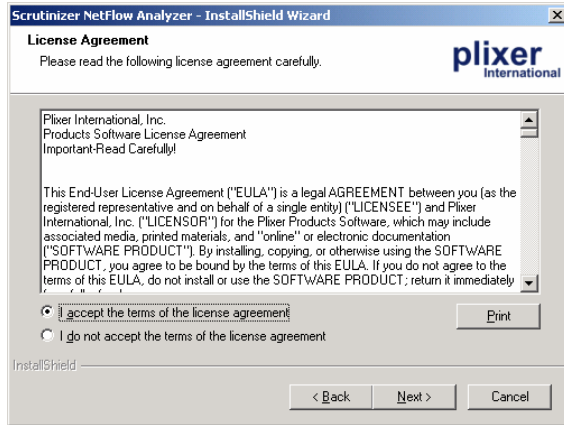 Scrutinizer NetFlow Analyzer - InstallShield Wizard
License Agreement
Please read the following license agreement carefully.
plixer
International
Plixer International, Inc.
Products Software License Agreement
Important-Read Carefully!
This End-User License Agreement ("EULA") is a legal AGREEMENT between you (as the
registered representative and on behalf of a single entity) ("LICENSEE") and Plixer
International, Inc. ("LICENSOR") for the Plixer Products Software, which may include
associated media, printed materials, and "online" or electronic documentation
("SOFTWARE PRODUCT"). By installing, copying, or otherwise using the SOFTWARE
PRODUCT, you agree to be bound by the terms of this EULA. If you do not agree to the
terms of this EULA, do not install or use the SOFTWARE PRODUCT; return it immediately
I accept the terms of the license agreement
Print
I do not accept the terms of the license agreement
InstallShield
< Back
Next >
Cancel